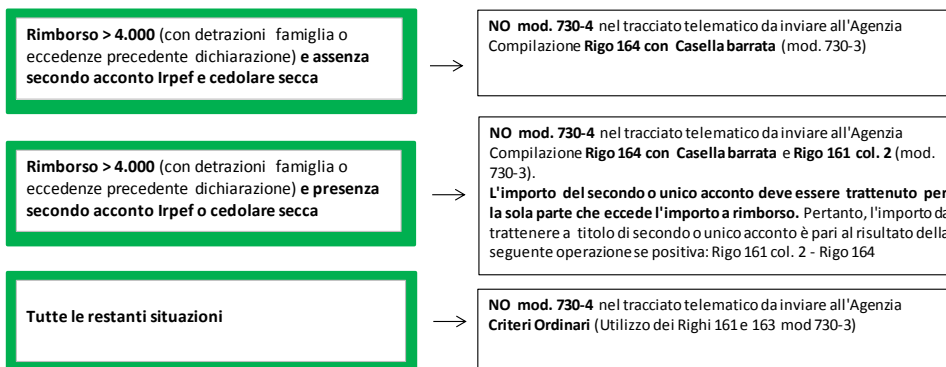 Rimborso > 4.000 (con detrazioni famiglia o
eccedenze precedente dichiarazione) e assenza
secondo acconto Irpef e cedolare secca
NO mod. 730-4 nel tracciato telematico da inviare all'Agenzia
Compilazione Rigo 164 con Casella barrata (mod. 730-3)
Rimborso > 4.000 (con detrazioni famiglia o
eccedenze precedente dichiarazione) e presenza
secondo acconto Irpef o cedolare secca
NO mod. 730-4 nel tracciato telematico da inviare all'Agenzia
Compilazione Rigo 164 con Casella barrata e Rigo 161 col. 2 (mod.
730-3).
L'importo del secondo o unico acconto deve essere trattenuto per
la sola parte che eccede l'importo a rimborso. Pertanto, l'importo da
trattenere a titolo di secondo o unico acconto è pari al risultato della
seguente operazione se positiva: Rigo 161 col. 2 - Rigo 164
Tutte le restanti situazioni
NO mod. 730-4 nel tracciato telematico da inviare all'Agenzia
Criteri Ordinari (Utilizzo dei Righi 161 e 163 mod 730-3)